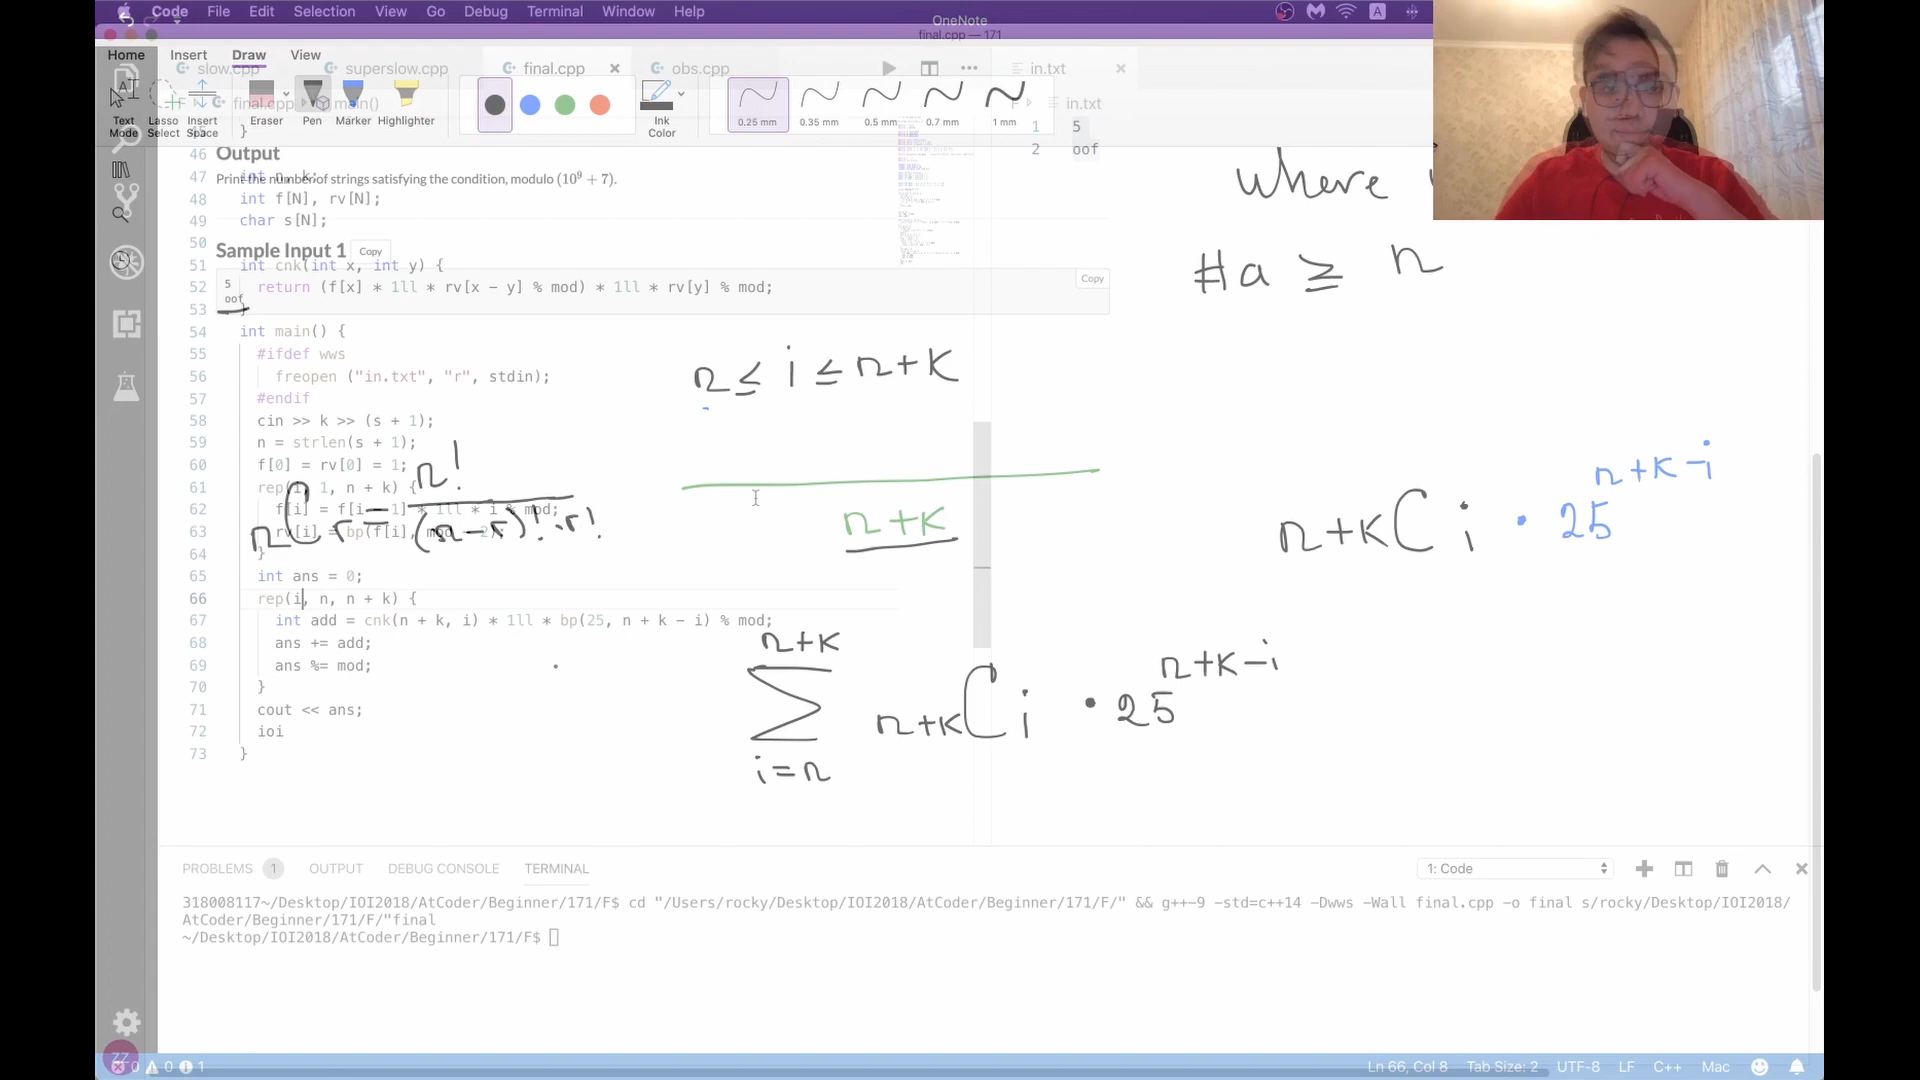 Code File Edit Selection View Go Debug Terminal Window Help
OneNote
final.cpp — 171
Home Insert Draw View
slow.cpp superslow.cpp final.cpp obs.cpp in.txt
final.cpp main() in.txt
Text Mode Lasso Select Insert Space Eraser Pen Marker Highlighter Ink Color 0.25 mm 0.35 mm 0.5 mm 0.7 mm 1 mm
1 5
2 oof
}
46
Output
47 int n, k;
Print the number of strings satisfying the condition, modulo (10⁹ + 7).
48 int f[N], rv[N];
49 char s[N];
50
Sample Input 1 Copy
51 int cnk(int x, int y) {
52 return (f[x] * 1ll * rv[x - y] % mod) * 1ll * rv[y] % mod;
5
oof
Copy
53 }
54 int main() {
55 #ifdef wws
56 freopen ("in.txt", "r", stdin);
57 #endif
58 cin >> k >> (s + 1);
59 n = strlen(s + 1);
60 f[0] = rv[0] = 1;
61 rep(i, 1, n + k) {
62 f[i] = f[i - 1] * 1ll * i % mod;
63 rv[i] = bp(f[i], mod - 2);
64 }
65 int ans = 0;
66 rep(i, n, n + k) {
67 int add = cnk(n + k, i) * 1ll * bp(25, n + k - i) % mod;
68 ans += add;
69 ans %= mod;
70 }
71 cout << ans;
72 ioi
73 }
where
#a ≥ n
n ≤ i ≤ n+k
nCr = n! / (n-r)! · r!
n+k
n+kCi · 25^(n+k-i)
n+k
Σ n+kCi · 25^(n+k-i)
i=n
PROBLEMS 1 OUTPUT DEBUG CONSOLE TERMINAL 1: Code
318008117~/Desktop/IOI2018/AtCoder/Beginner/171/F$ cd "/Users/rocky/Desktop/IOI2018/AtCoder/Beginner/171/F/" && g++-9 -std=c++14 -Dwws -Wall final.cpp -o final s/rocky/Desktop/IOI2018/
AtCoder/Beginner/171/F/"final
~/Desktop/IOI2018/AtCoder/Beginner/171/F$
ZZ
0 0 1 Ln 66, Col 8 Tab Size: 2 UTF-8 LF C++ Mac